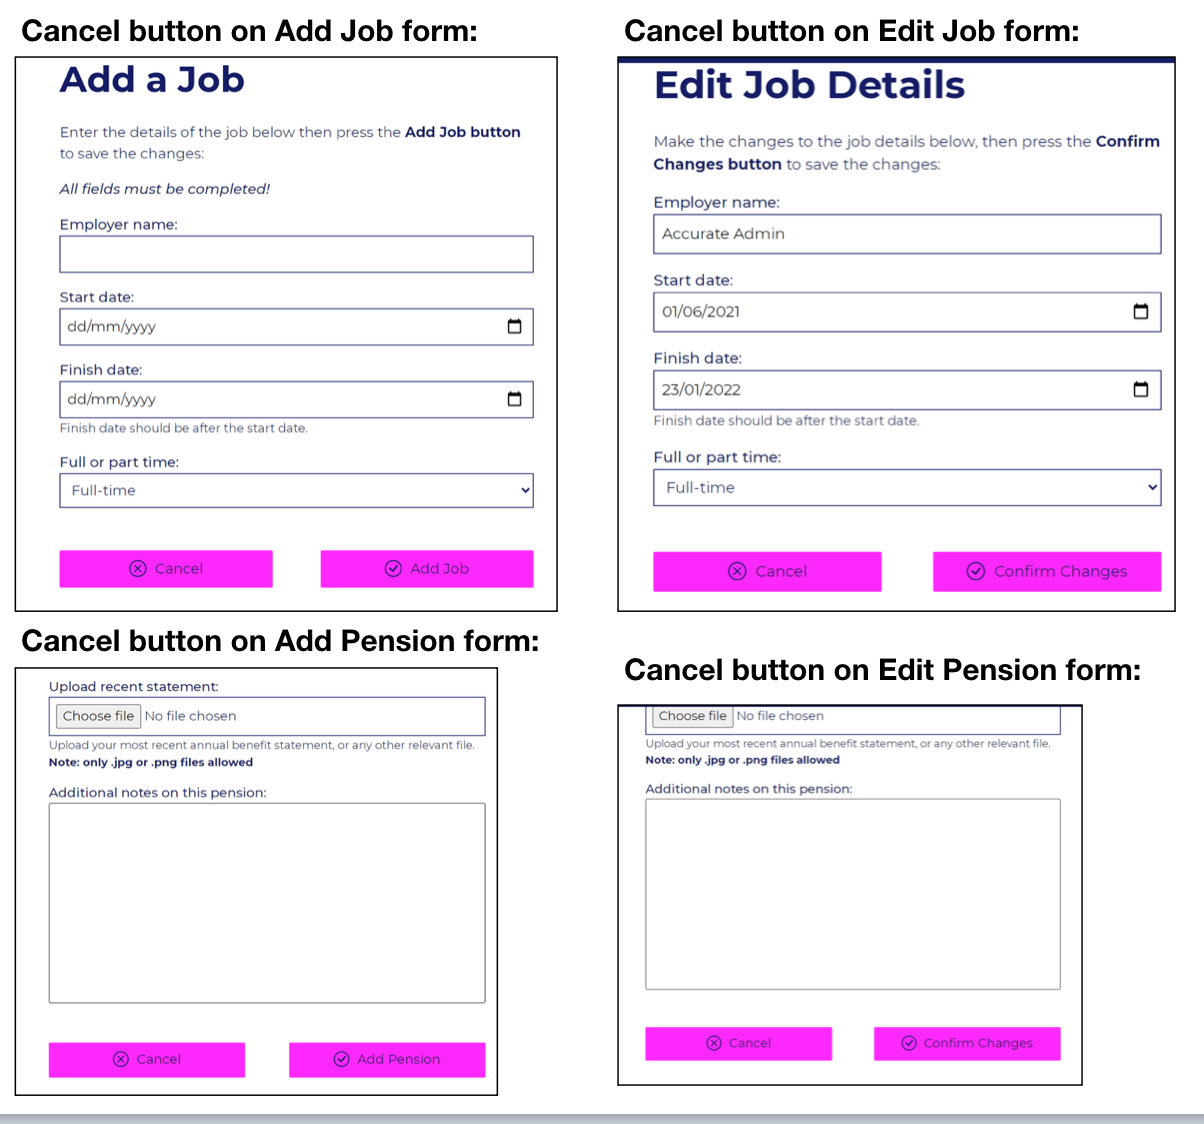 Cancel button on Add Job form:
Add a Job
Enter the details of the job below then press the Add Job button
to save the changes:
All fields must be completed!
Employer name:
Start date:
dd/mm/yyyy
Finish date:
dd/mm/yyyy
Finish date should be after the start date.
Full or part time:
Full-time
Cancel
Add Job
Cancel button on Edit Job form:
Edit Job Details
Make the changes to the job details below, then press the Confirm
Changes button to save the changes:
Employer name:
Accurate Admin
Start date:
01/06/2021
Finish date:
23/01/2022
Finish date should be after the start date.
Full or part time:
Full-time
Cancel
Confirm Changes
Cancel button on Add Pension form:
Upload recent statement:
Choose file No file chosen
Upload your most recent annual benefit statement, or any other relevant file.
Note: only .jpg or .png files allowed
Additional notes on this pension:
Cancel
Add Pension
Cancel button on Edit Pension form:
Choose file No file chosen
Upload your most recent annual benefit statement, or any other relevant file.
Note: only .jpg or .png files allowed
Additional notes on this pension:
Cancel
Confirm Changes